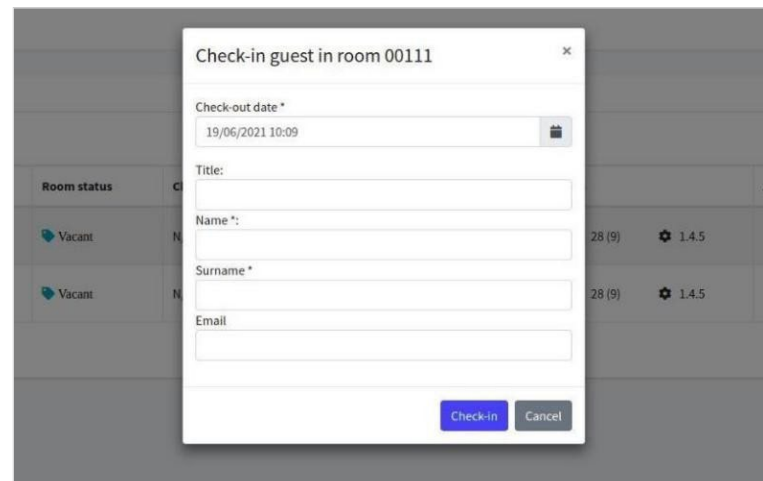 Check-in guest in room 00111 ×
Check-out date *
19/06/2021 10:09
Title:
Name *:
Surname *
Email
Check-in Cancel
Room status
Vacant N 28 (9) 1.4.5
Vacant N 28 (9) 1.4.5